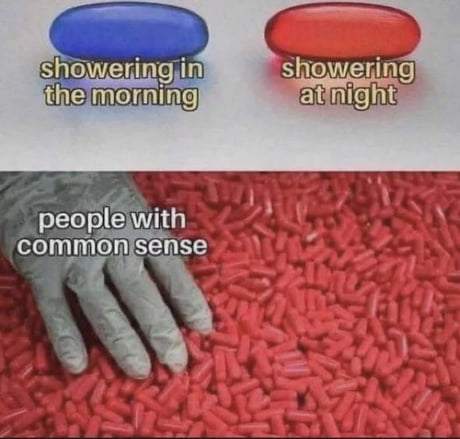 showering in
the morning
showering
at night
people with
common sense